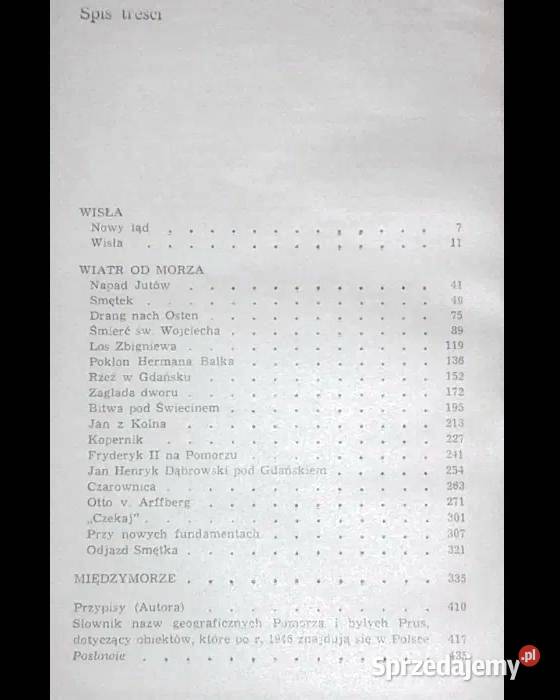 Spis treści
WISŁA
Nowy ląd 7
Wisła 11
WIATR OD MORZA
Napad Jutów 41
Smętek 49
Drang nach Osten 75
Śmierć św. Wojciecha 89
Los Zbigniewa 119
Pokłon Hermana Balka 136
Rzeź w Gdańsku 152
Zagłada dworu 172
Bitwa pod Świecinem 195
Jan z Kolna 213
Kopernik 227
Fryderyk II na Pomorzu 241
Jan Henryk Dąbrowski pod Gdańskiem 254
Czarownica 263
Otto v. Arffberg 271
„Czekaj" 301
Przy nowych fundamentach 307
Odjazd Smętka 321
MIĘDZYMORZE 335
Przypisy (Autora) 410
Słownik nazw geograficznych Pomorza i byłych Prus,
dotyczący obiektów, które po r. 1945 znajdują się w Polsce 417
Posłowie 435
Sprzedajemy .pl